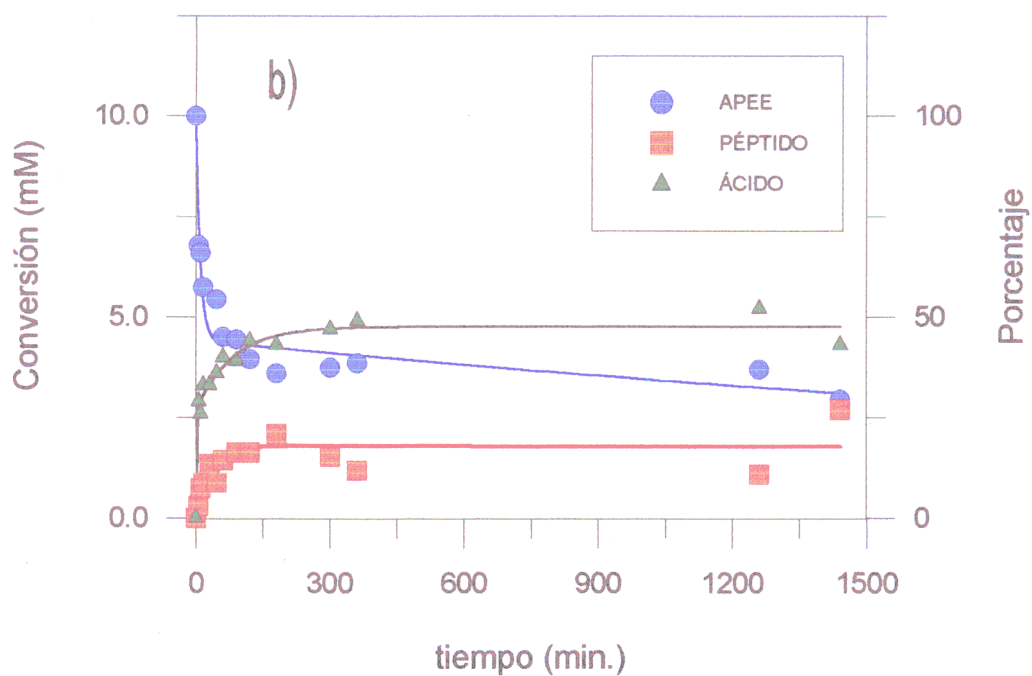 b)
APEE
PÉPTIDO
ÁCIDO
Conversión (mM)
10.0
5.0
0.0
Porcentaje
100
50
0
0 300 600 900 1200 1500
tiempo (min.)